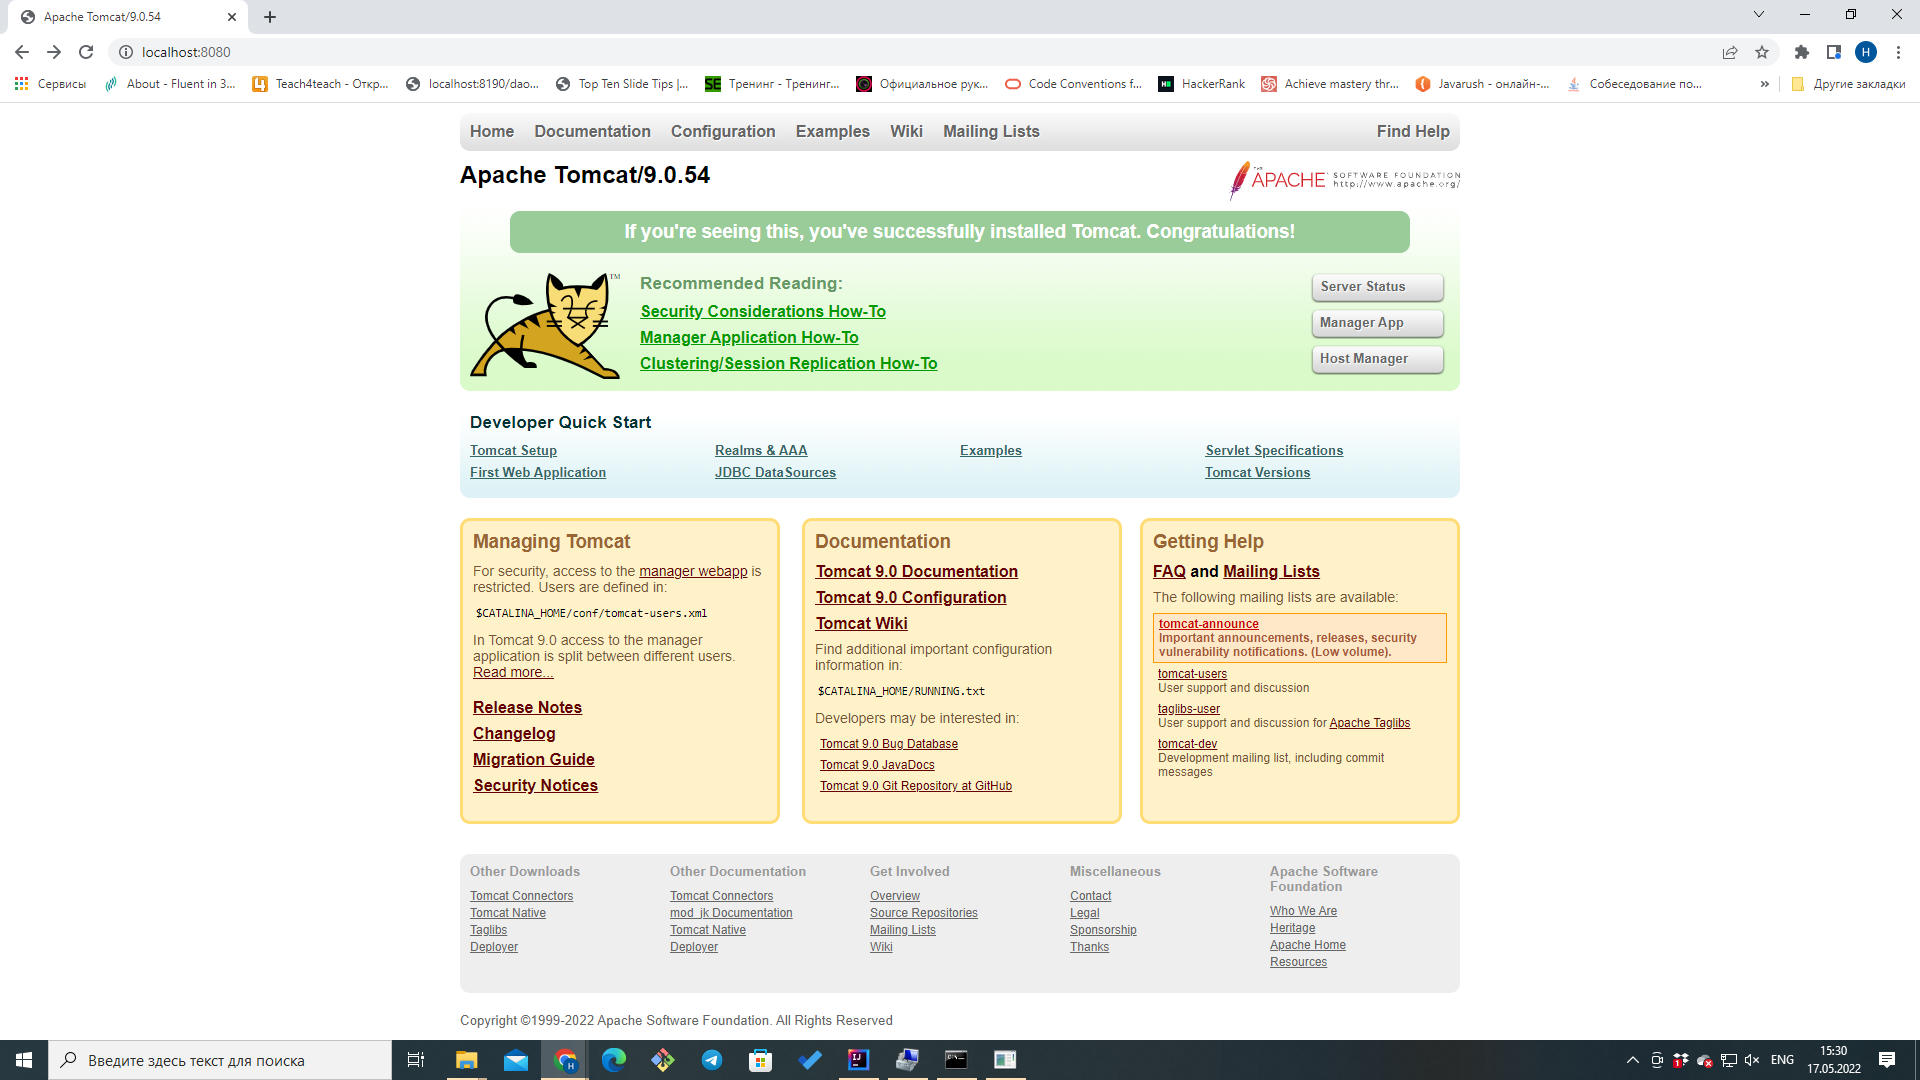 Apache Tomcat/9.0.54
localhost:8080
Сервисы
About - Fluent in 3...
Teach4teach - Откр...
localhost:8190/dao...
Top Ten Slide Tips |...
Тренинг - Тренинг...
Официальное рук...
Code Conventions f...
HackerRank
Achieve mastery thr...
Javarush - онлайн-...
Собеседование по...
»
Другие закладки
Home
Documentation
Configuration
Examples
Wiki
Mailing Lists
Find Help
Apache Tomcat/9.0.54
THE APACHE SOFTWARE FOUNDATION
http://www.apache.org/
If you're seeing this, you've successfully installed Tomcat. Congratulations!
TM
Recommended Reading:
Security Considerations How-To
Manager Application How-To
Clustering/Session Replication How-To
Server Status
Manager App
Host Manager
Developer Quick Start
Tomcat Setup
First Web Application
Realms & AAA
JDBC DataSources
Examples
Servlet Specifications
Tomcat Versions
Managing Tomcat
For security, access to the manager webapp is
restricted. Users are defined in:
$CATALINA_HOME/conf/tomcat-users.xml
In Tomcat 9.0 access to the manager
application is split between different users.
Read more...
Release Notes
Changelog
Migration Guide
Security Notices
Documentation
Tomcat 9.0 Documentation
Tomcat 9.0 Configuration
Tomcat Wiki
Find additional important configuration
information in:
$CATALINA_HOME/RUNNING.txt
Developers may be interested in:
Tomcat 9.0 Bug Database
Tomcat 9.0 JavaDocs
Tomcat 9.0 Git Repository at GitHub
Getting Help
FAQ and Mailing Lists
The following mailing lists are available:
tomcat-announce
Important announcements, releases, security
vulnerability notifications. (Low volume).
tomcat-users
User support and discussion
taglibs-user
User support and discussion for Apache Taglibs
tomcat-dev
Development mailing list, including commit
messages
Other Downloads
Tomcat Connectors
Tomcat Native
Taglibs
Deployer
Other Documentation
Tomcat Connectors
mod_jk Documentation
Tomcat Native
Deployer
Get Involved
Overview
Source Repositories
Mailing Lists
Wiki
Miscellaneous
Contact
Legal
Sponsorship
Thanks
Apache Software
Foundation
Who We Are
Heritage
Apache Home
Resources
Copyright ©1999-2022 Apache Software Foundation. All Rights Reserved
Введите здесь текст для поиска
ENG
15:30
17.05.2022